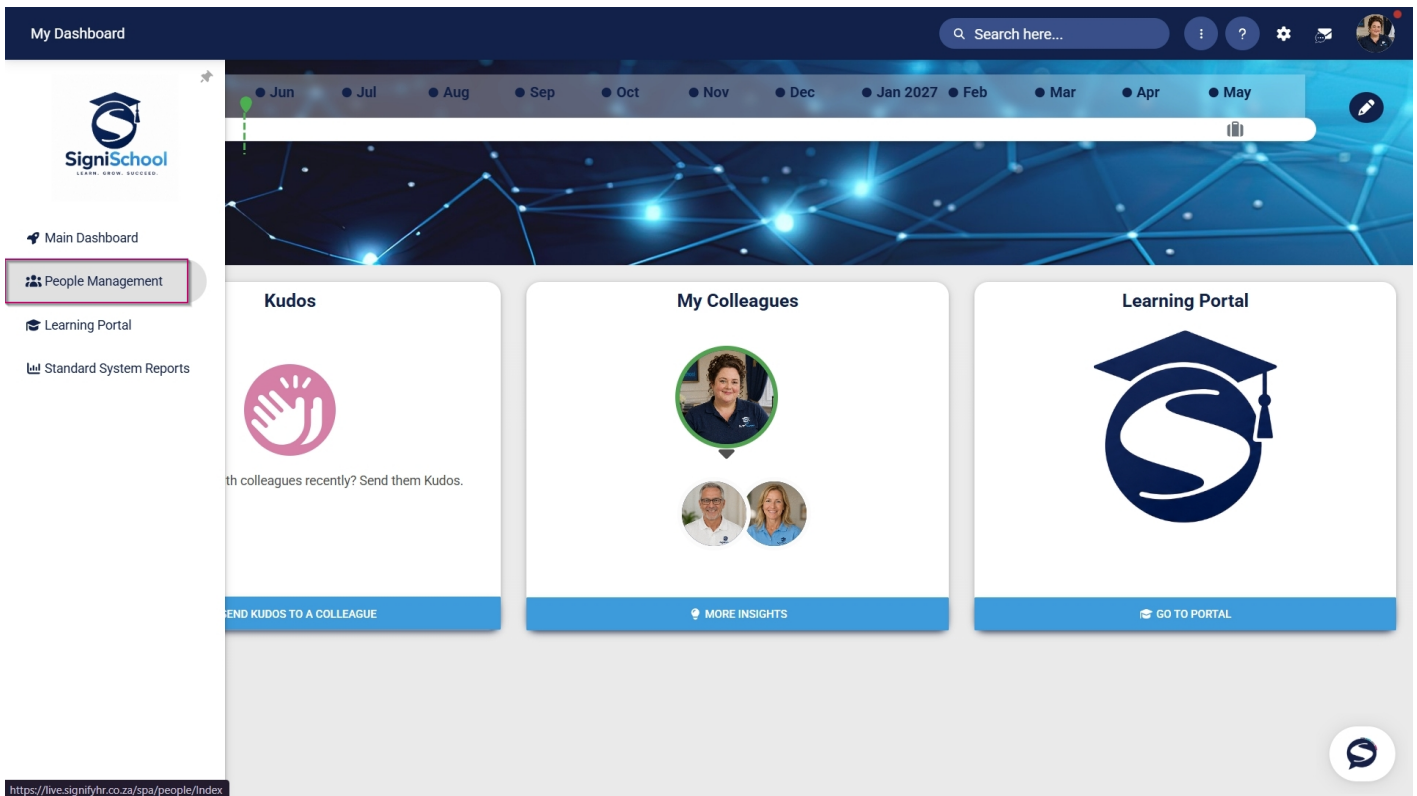 My Dashboard
Search here...
?
Jun Jul Aug Sep Oct Nov Dec Jan 2027 Feb Mar Apr May
SigniSchool
LEARN. GROW. SUCCEED.
Main Dashboard
People Management
Learning Portal
Standard System Reports
Kudos
th colleagues recently? Send them Kudos.
SEND KUDOS TO A COLLEAGUE
My Colleagues
MORE INSIGHTS
Learning Portal
GO TO PORTAL
https://live.signifyhr.co.za/spa/people/Index